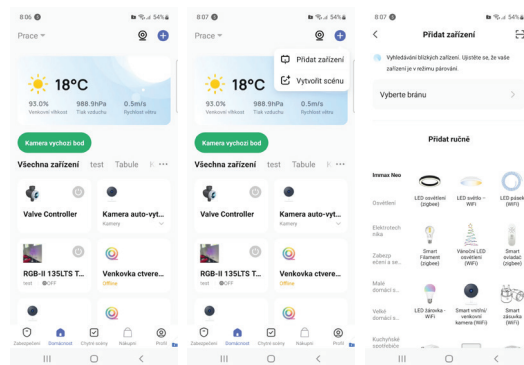 8:06
54%
Prace
18°C
93.0%
988.9hPa
0.5m/s
Venkovní vlhkost
Tlak vzduchu
Rychlost větru
Kamera vychozi bod
Všechna zařízení
test
Tabule
K
Valve Controller
Kamera auto-vyt...
Kamery
RGB-II 135LTS T...
test
OFF
Venkovka ctvere...
Offline
Zabezpečení
Domácnost
Chytré scény
Nákupní
Profil
8:07
54%
Prace
Přidat zařízení
Vytvořit scénu
18°C
93.0%
988.9hPa
0.5m/s
Venkovní vlhkost
Tlak vzduchu
Rychlost větru
Kamera vychozi bod
Všechna zařízení
test
Tabule
K
Valve Controller
Kamera auto-vyt...
Kamery
RGB-II 135LTS T...
test
OFF
Venkovka ctvere...
Offline
Zabezpečení
Domácnost
Chytré scény
Nákupní
Profil
8:07
54%
Přidat zařízení
Vyhledávání blízkých zařízení. Ujistěte se, že vaše
zařízení je v režimu párování.
Vyberte bránu
Přidat ručně
Immax Neo
Osvětlení
Elektrotech
nika
Zabezp
ečení a se...
Malé
domácí s...
Velké
domácí s...
Kuchyňské
spotřebiče
LED osvětlení
(zigbee)
LED světlo -
WiFi
LED pásek
(WiFi)
Smart
Filament
(zigbee)
Vánoční LED
osvětlení
(WiFi)
Smart
ovladač
(zigbee)
LED žárovka -
WiFi
Smart vnitřní/
venkovní
kamera (WiFi)
Smart
zásuvka
(WiFi)